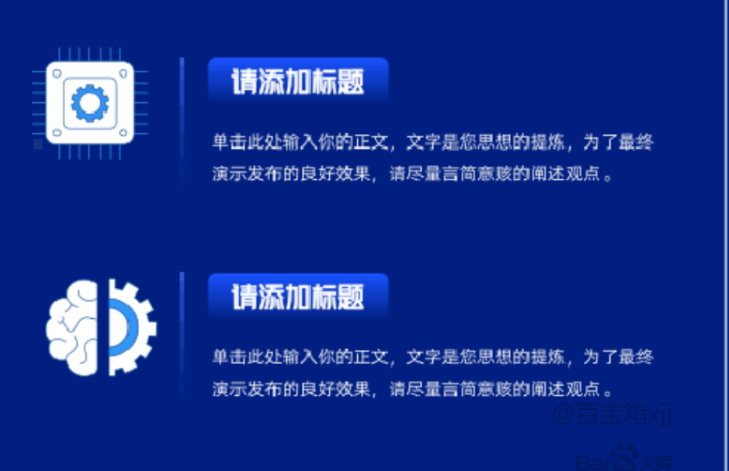 请添加标题
单击此处输入你的正文，文字是您思想的提炼，为了最终
演示发布的良好效果，请尽量言简意赅的阐述观点。
请添加标题
单击此处输入你的正文，文字是您思想的提炼，为了最终
演示发布的良好效果，请尽量言简意赅的阐述观点。
@百宝箱xjj
Bai 文库